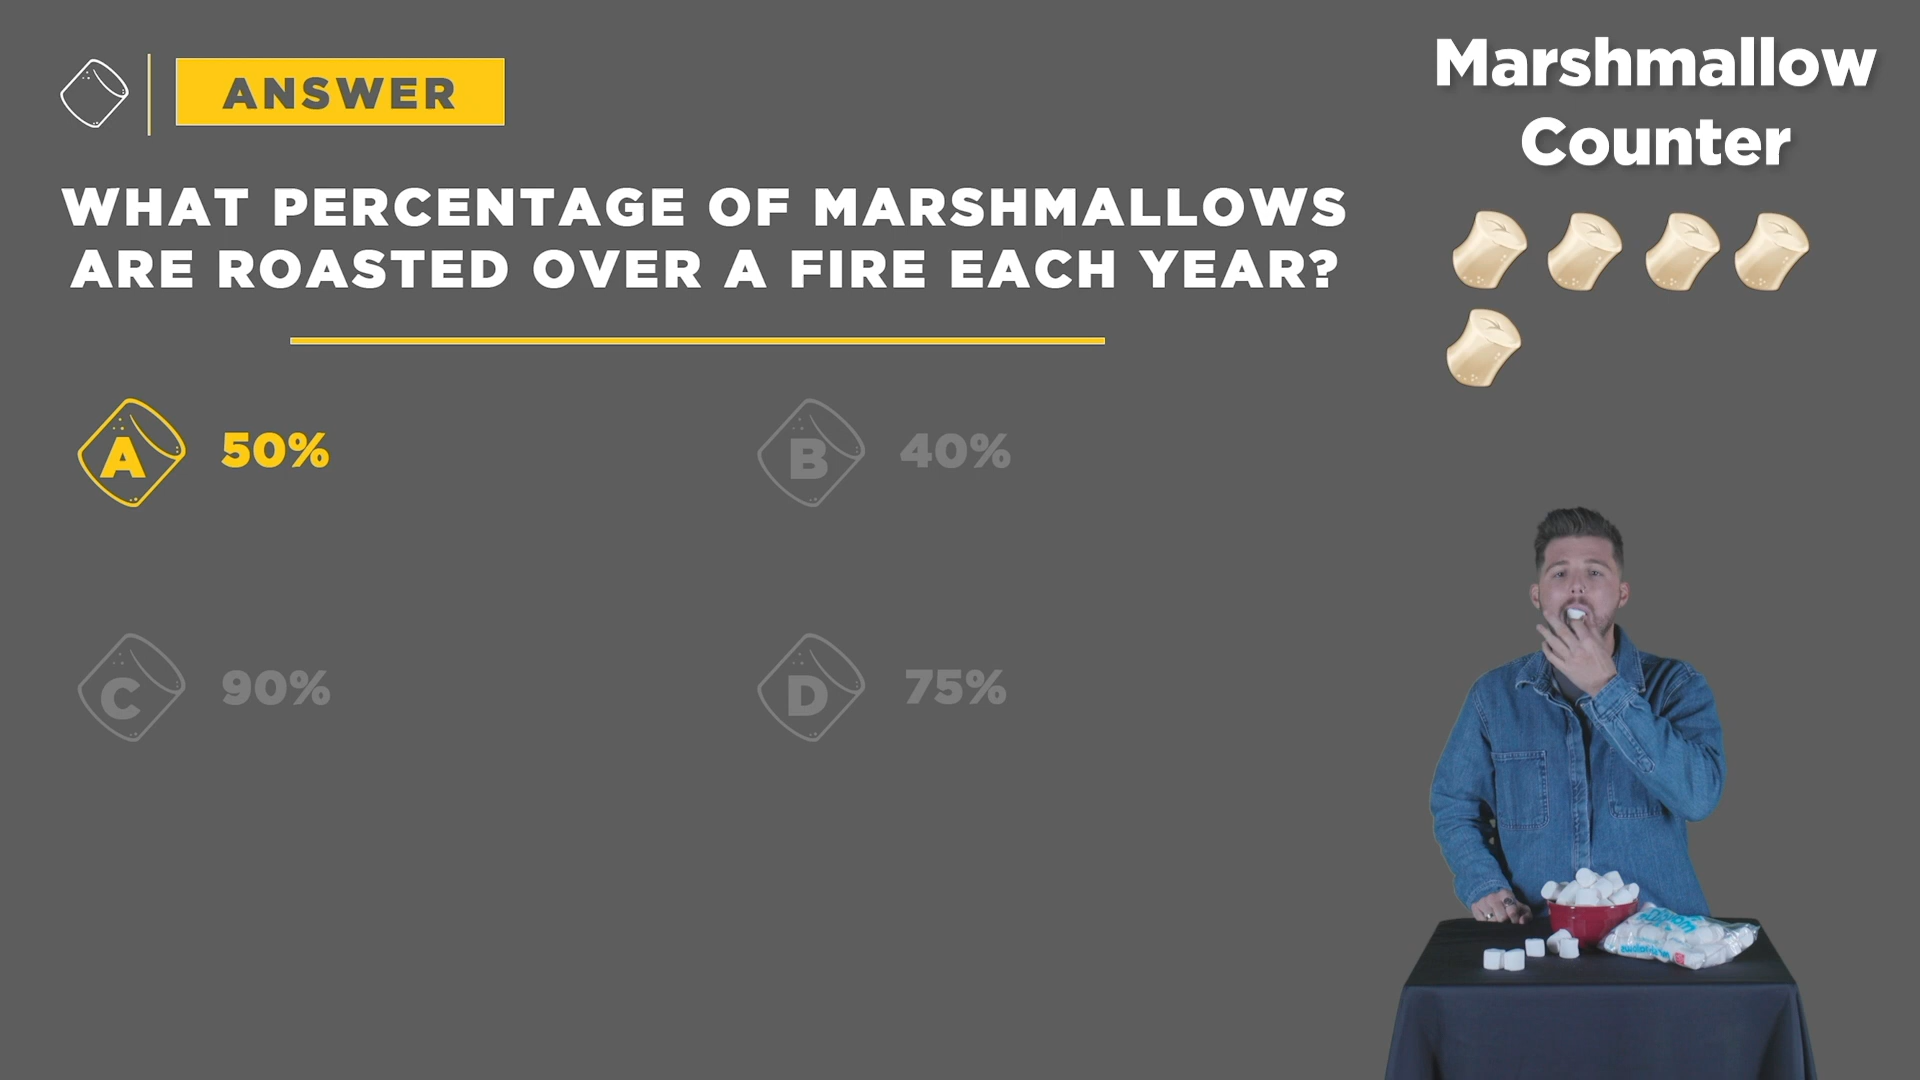 ANSWER
WHAT PERCENTAGE OF MARSHMALLOWS
ARE ROASTED OVER A FIRE EACH YEAR?
A 50%
B 40%
C 90%
D 75%
Marshmallow
Counter